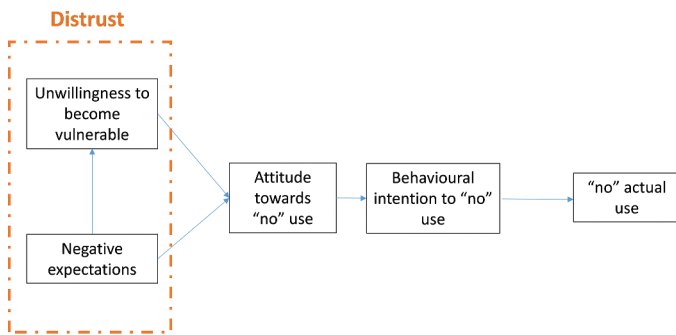 Distrust
Unwillingness to
become
vulnerable
Negative
expectations
Attitude
towards
“no” use
Behavioural
intention to “no”
use
“no” actual
use